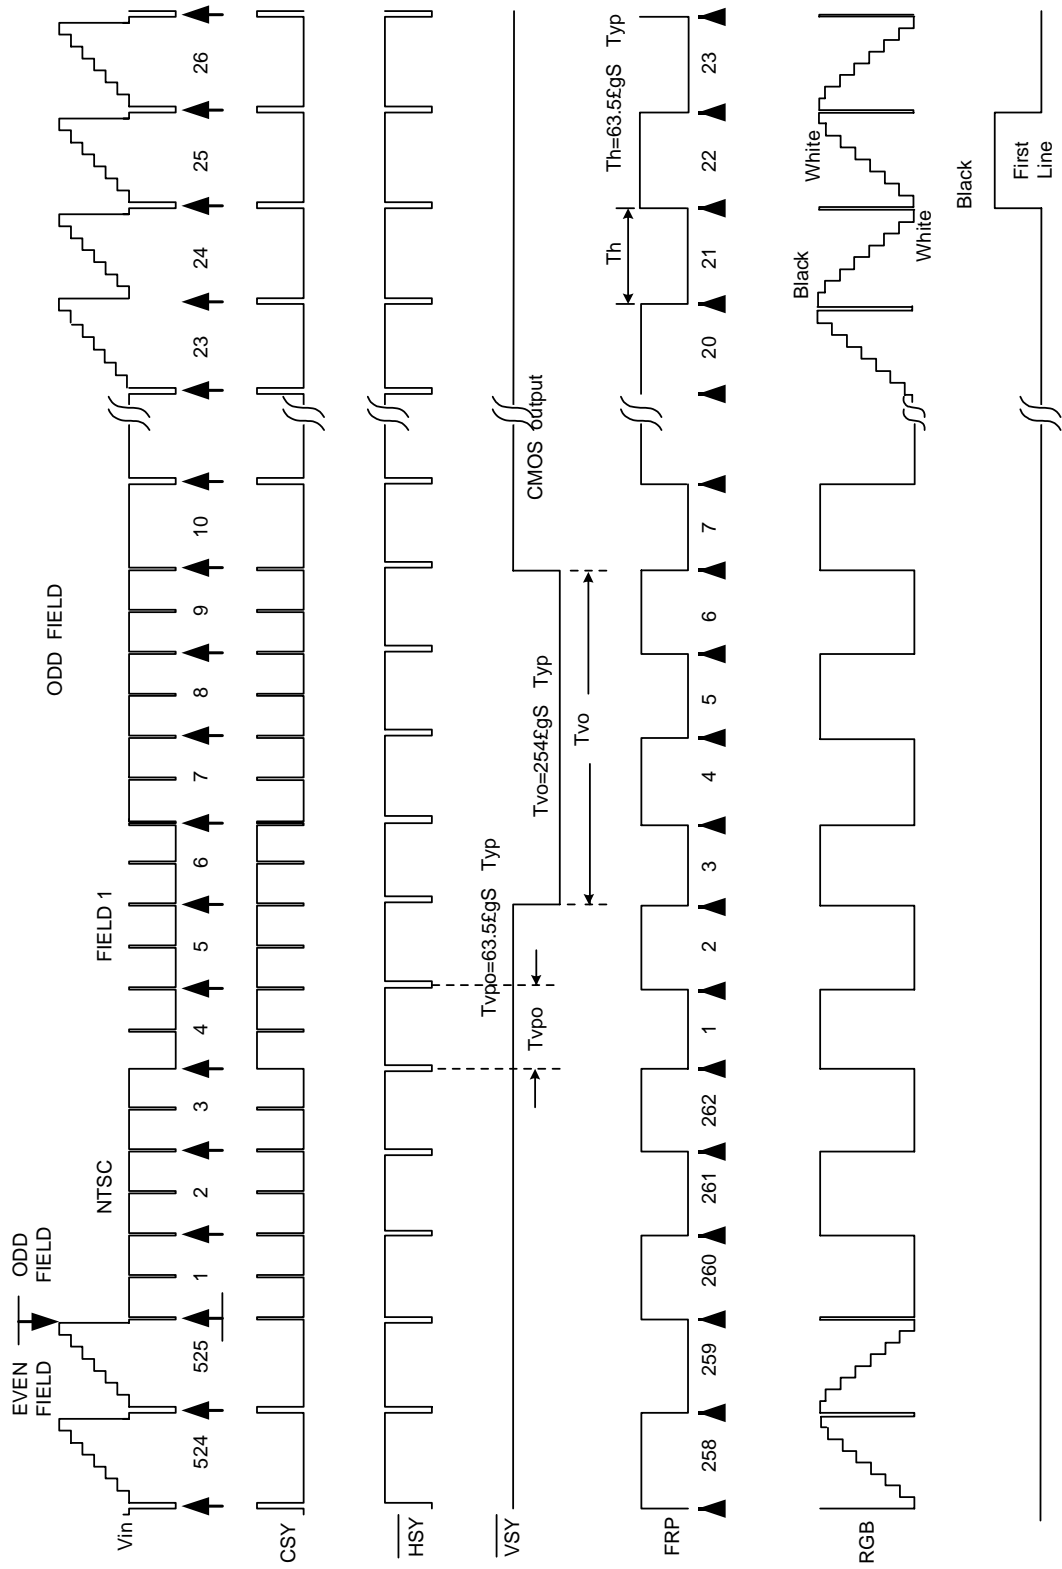 EVEN FIELD
ODD FIELD
NTSC
FIELD 1
ODD FIELD
Vin
524
525
1
2
3
4
5
6
7
8
9
10
23
24
25
26
CSY
HSY
Tvpo=63.5£gS Typ
Tvpo
VSY
Tvo=254£gS Typ
Tvo
CMOS output
Th=63.5£gS Typ
Th
FRP
258
259
260
261
262
1
2
3
4
5
6
7
20
21
22
23
RGB
Black
White
White
Black
First
Line